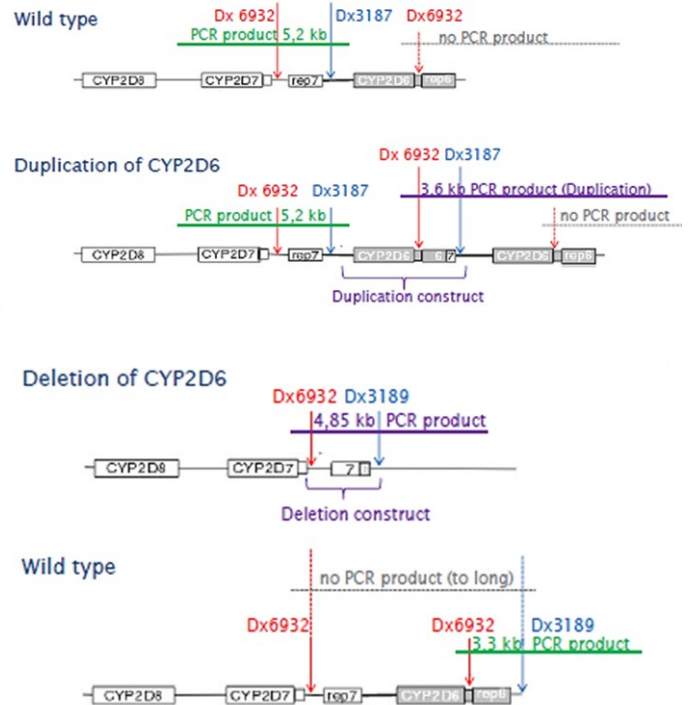 Wild type
Dx 6932 Dx3187 Dx6932
PCR product 5,2 kb no PCR product
CYP2D8 CYP2D7 rep7 CYP2D6 rep6
Duplication of CYP2D6
Dx 6932 Dx3187
3,6 kb PCR product (Duplication)
Dx 6932 Dx3187
PCR product 5,2 kb no PCR product
CYP2D8 CYP2D7 rep7 CYP2D6 6 7 CYP2D6 rep6
Duplication construct
Deletion of CYP2D6
Dx6932 Dx3189
4,85 kb PCR product
CYP2D8 CYP2D7 7
Deletion construct
Wild type
no PCR product (to long)
Dx6932 Dx6932 Dx3189
3.3 kb PCR product
CYP2D8 CYP2D7 rep7 CYP2D6 rep6